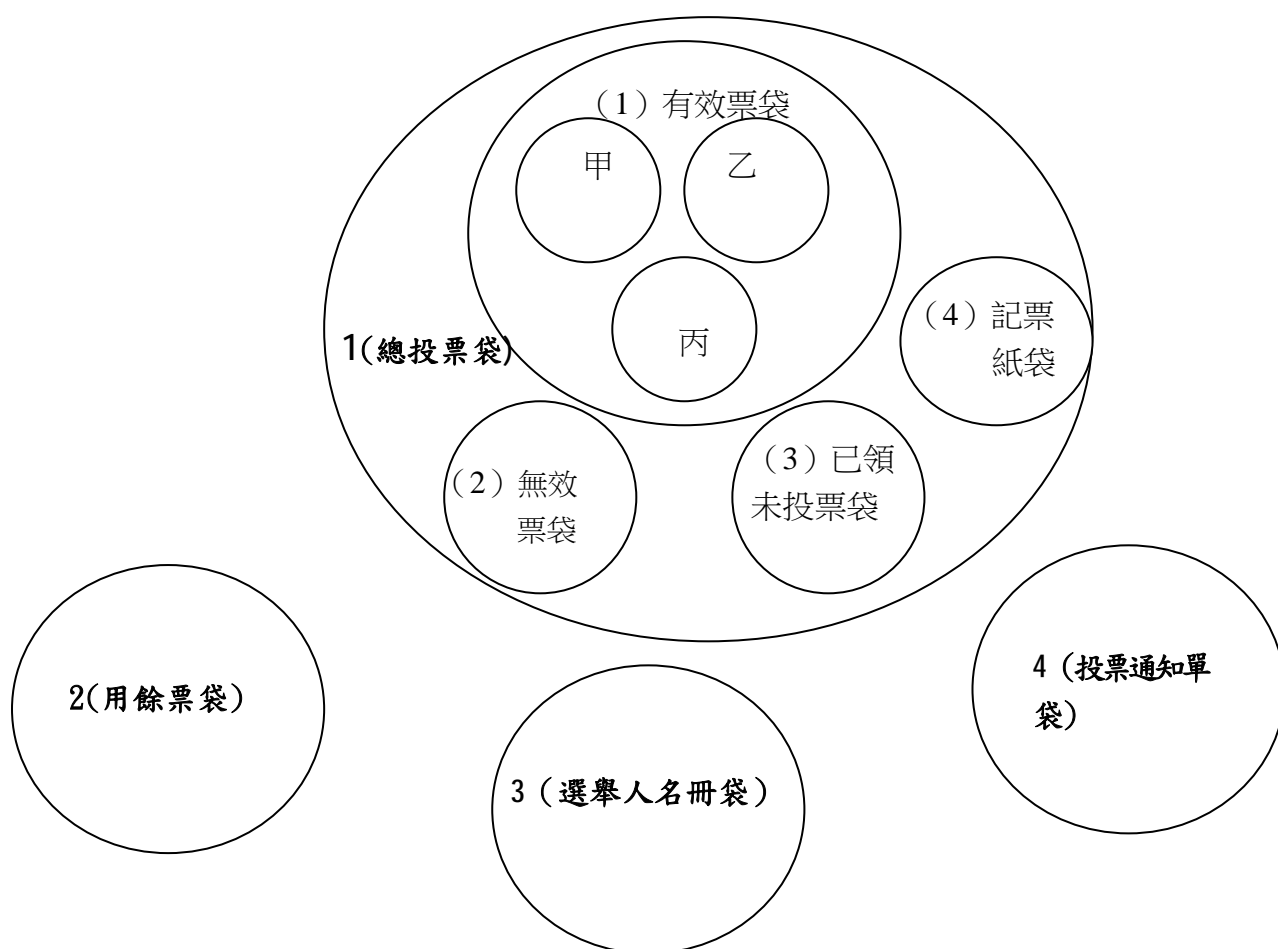 （1）有效票袋
甲
乙
丙
1(總投票袋)
（4）記票
紙袋
（2）無效
票袋
（3）已領
未投票袋
2(用餘票袋)
3（選舉人名冊袋）
4（投票通知單
袋）